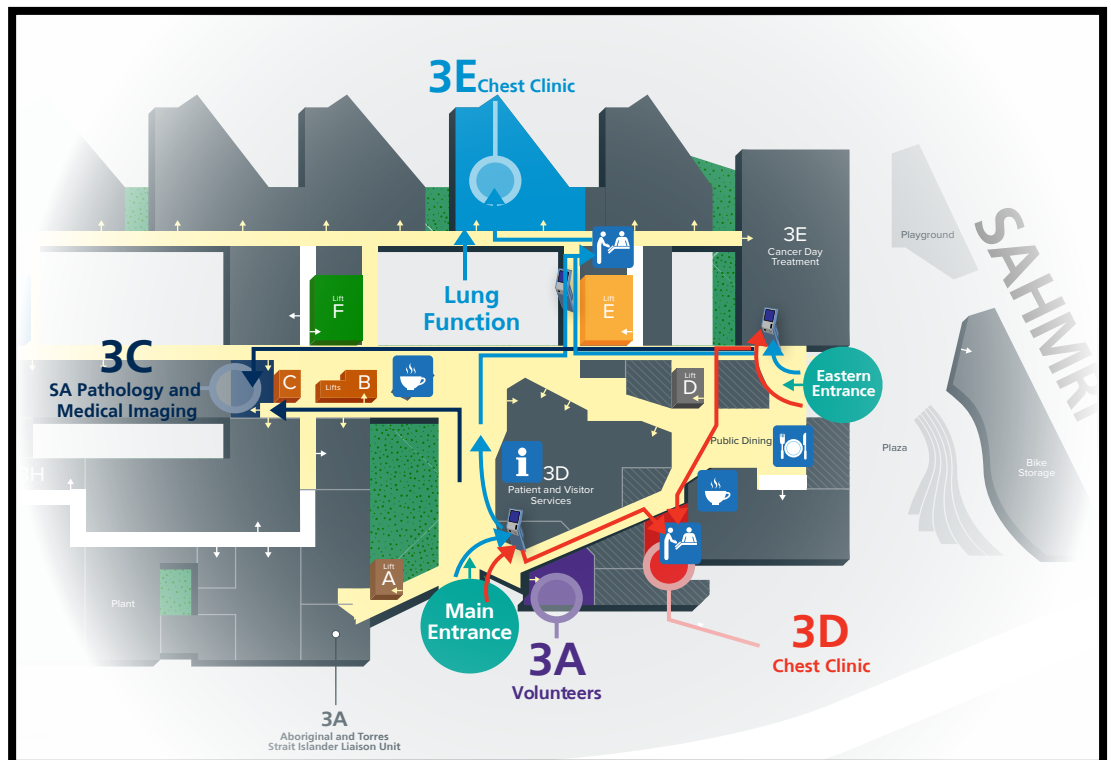 3E Chest Clinic
3E
Cancer Day
Treatment
Playground
SAHMRI
Lung
Function
Lift
F
Lift
E
3C
SA Pathology and
Medical Imaging
C
Lifts
B
Lift
D
Eastern
Entrance
Public Dining
Plaza
Bike
Storage
i
3D
Patient and Visitor
Services
H
Lift
A
Plant
Main
Entrance
3A
Volunteers
3D
Chest Clinic
3A
Aboriginal and Torres
Strait Islander Liaison Unit